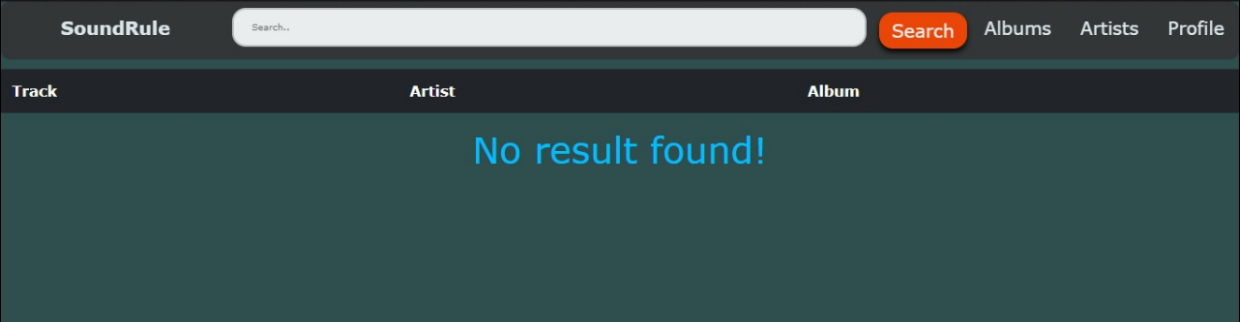 SoundRule Search.. Search Albums Artists Profile
Track Artist Album
No result found!